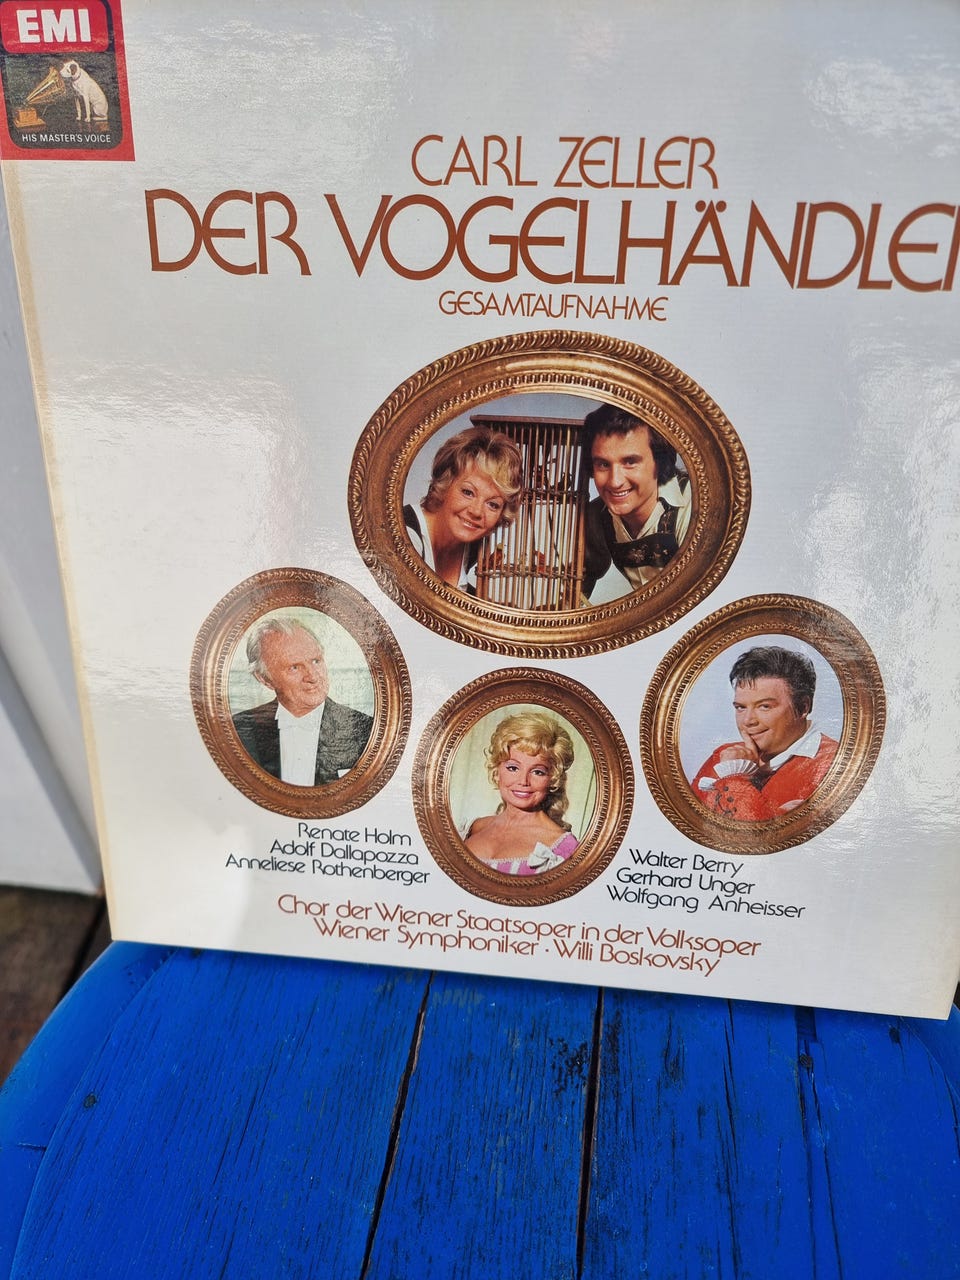 EMI
HIS MASTER'S VOICE
CARL ZELLER
DER VOGELHÄNDLER
GESAMTAUFNAHME
Renate Holm
Adolf Dallapozza
Anneliese Rothenberger
Walter Berry
Gerhard Unger
Wolfgang Anheisser
Chor der Wiener Staatsoper in der Volksoper
Wiener Symphoniker · Willi Boskovsky